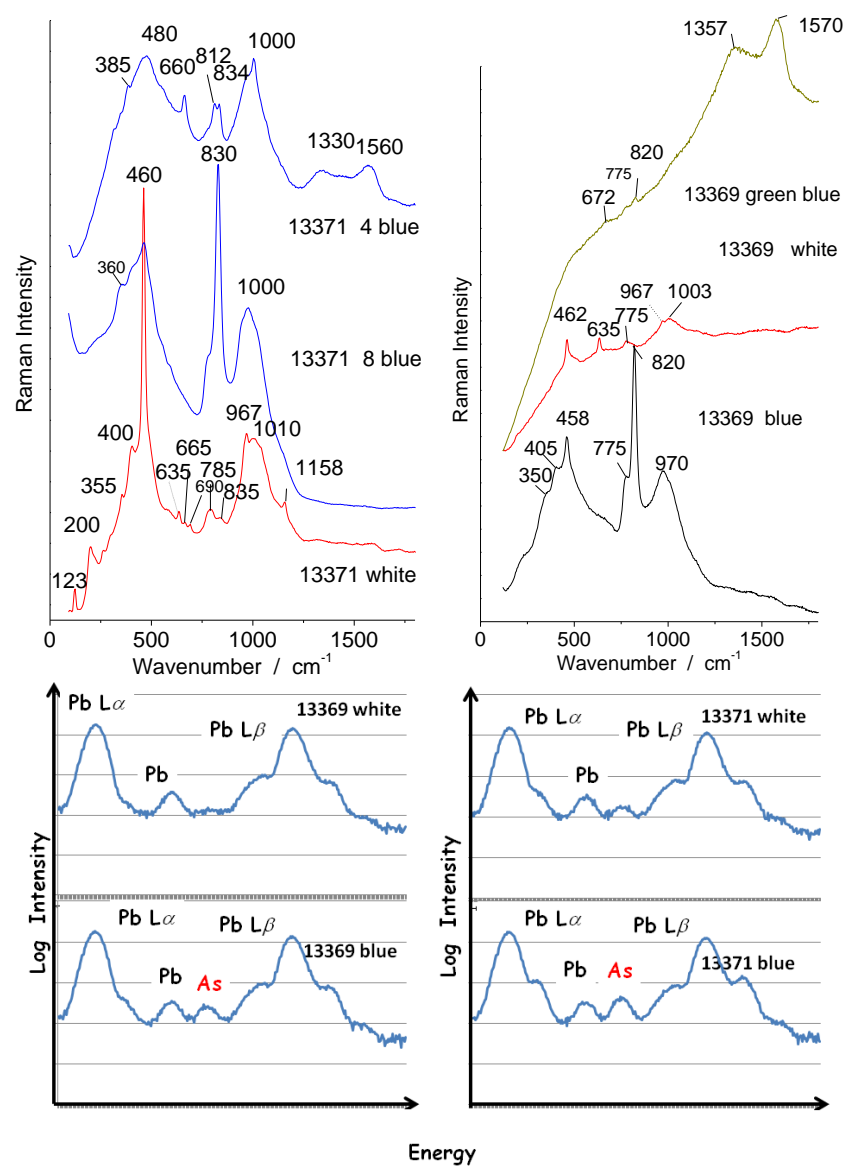 480
1000
812
385
660
834
1330
1560
830
460
13371 4 blue
360
1000
13371 8 blue
967
400
1010
665
635
785
1158
355
690
835
200
123
13371 white
Raman Intensity
0
500
1000
1500
Wavenumber / cm-1
1357
1570
820
775
672
13369 green blue
13369 white
967
1003
462
635
775
820
458
13369 blue
405
775
970
350
Raman Intensity
0
500
1000
1500
Wavenumber / cm-1
Pb Lα
13369 white
Pb Lβ
Pb
Pb Lα
Pb Lβ
13369 blue
Pb
As
Log Intensity
Pb Lα
13371 white
Pb Lβ
Pb
Pb Lα
Pb Lβ
13371 blue
Pb
As
Log Intensity
Energy